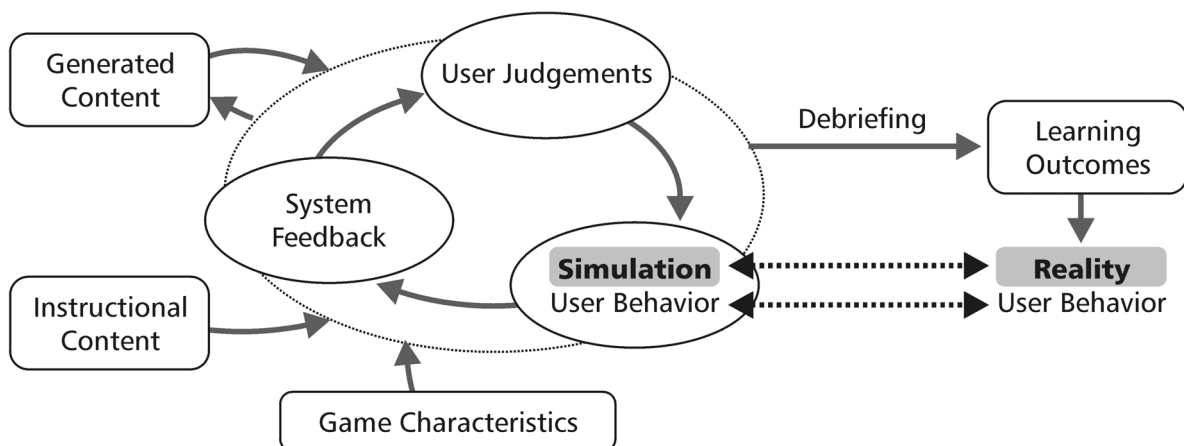 Generated
Content
User Judgements
Debriefing
Learning
Outcomes
System
Feedback
Simulation
User Behavior
Reality
User Behavior
Instructional
Content
Game Characteristics